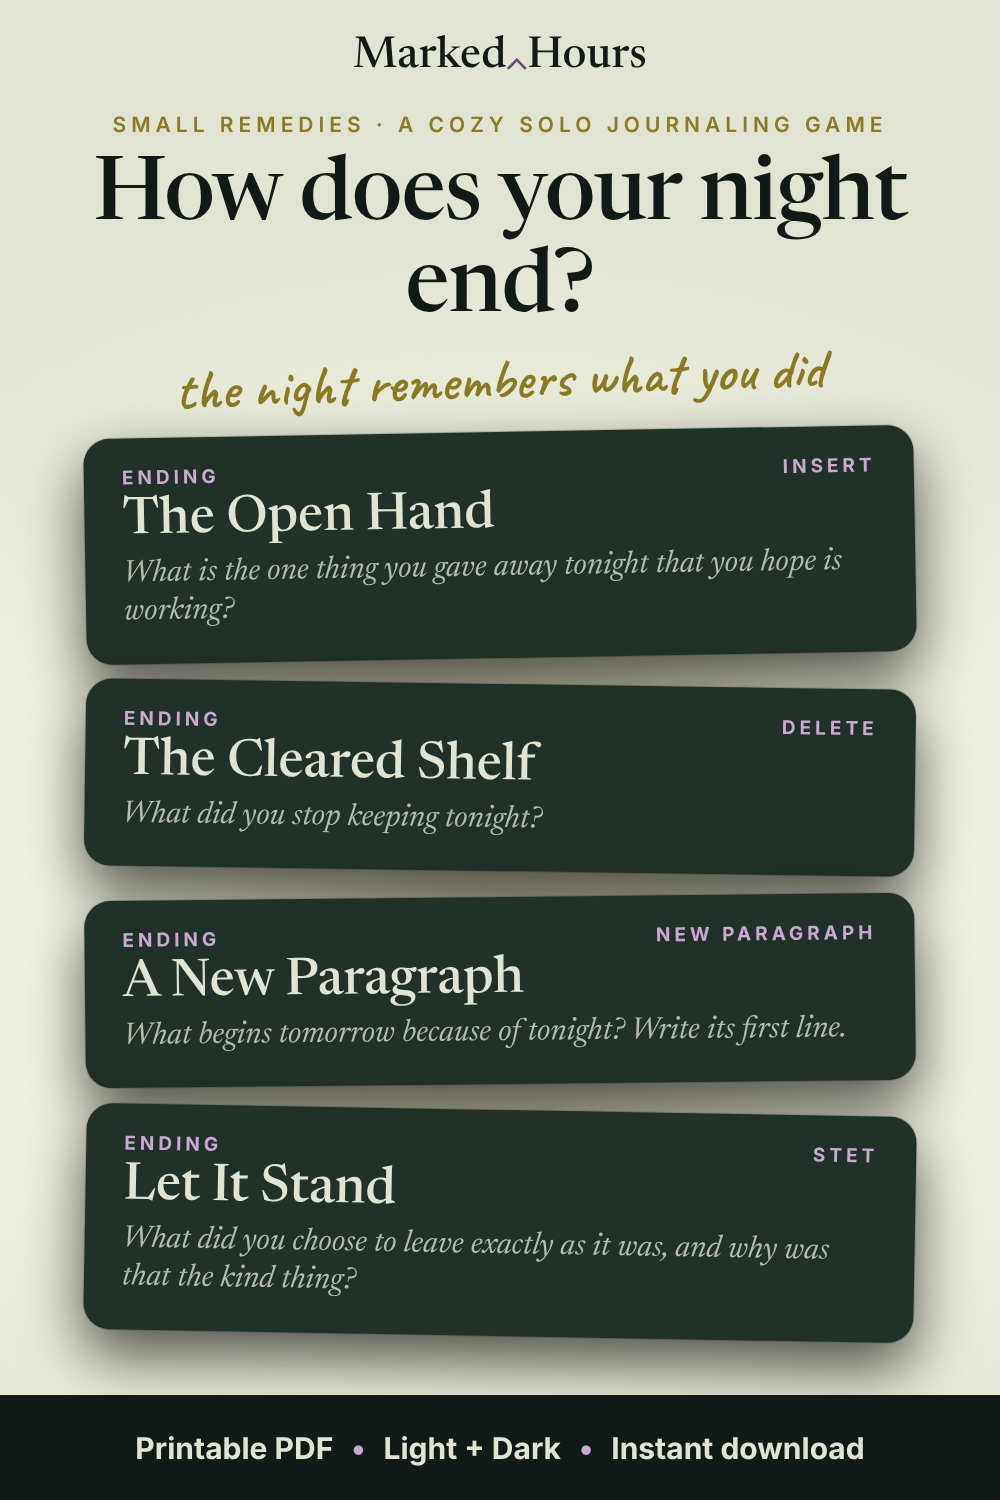 Marked‸Hours
SMALL REMEDIES · A COZY SOLO JOURNALING GAME
How does your night
end?
the night remembers what you did
ENDING
INSERT
The Open Hand
What is the one thing you gave away tonight that you hope is
working?
ENDING
DELETE
The Cleared Shelf
What did you stop keeping tonight?
ENDING
NEW PARAGRAPH
A New Paragraph
What begins tomorrow because of tonight? Write its first line.
ENDING
STET
Let It Stand
What did you choose to leave exactly as it was, and why was
that the kind thing?
Printable PDF • Light + Dark • Instant download